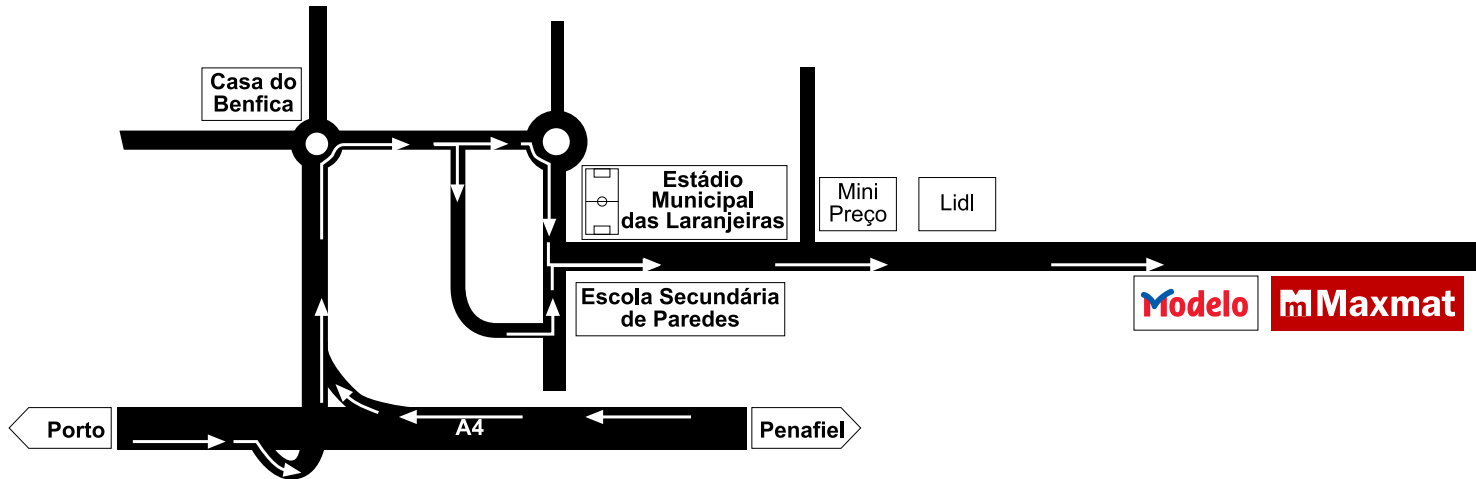 Casa do
Benfica
Estádio
Municipal
das Laranjeiras
Mini
Preço
Lidl
Escola Secundária
de Paredes
Modelo
m Maxmat
Porto
A4
Penafiel